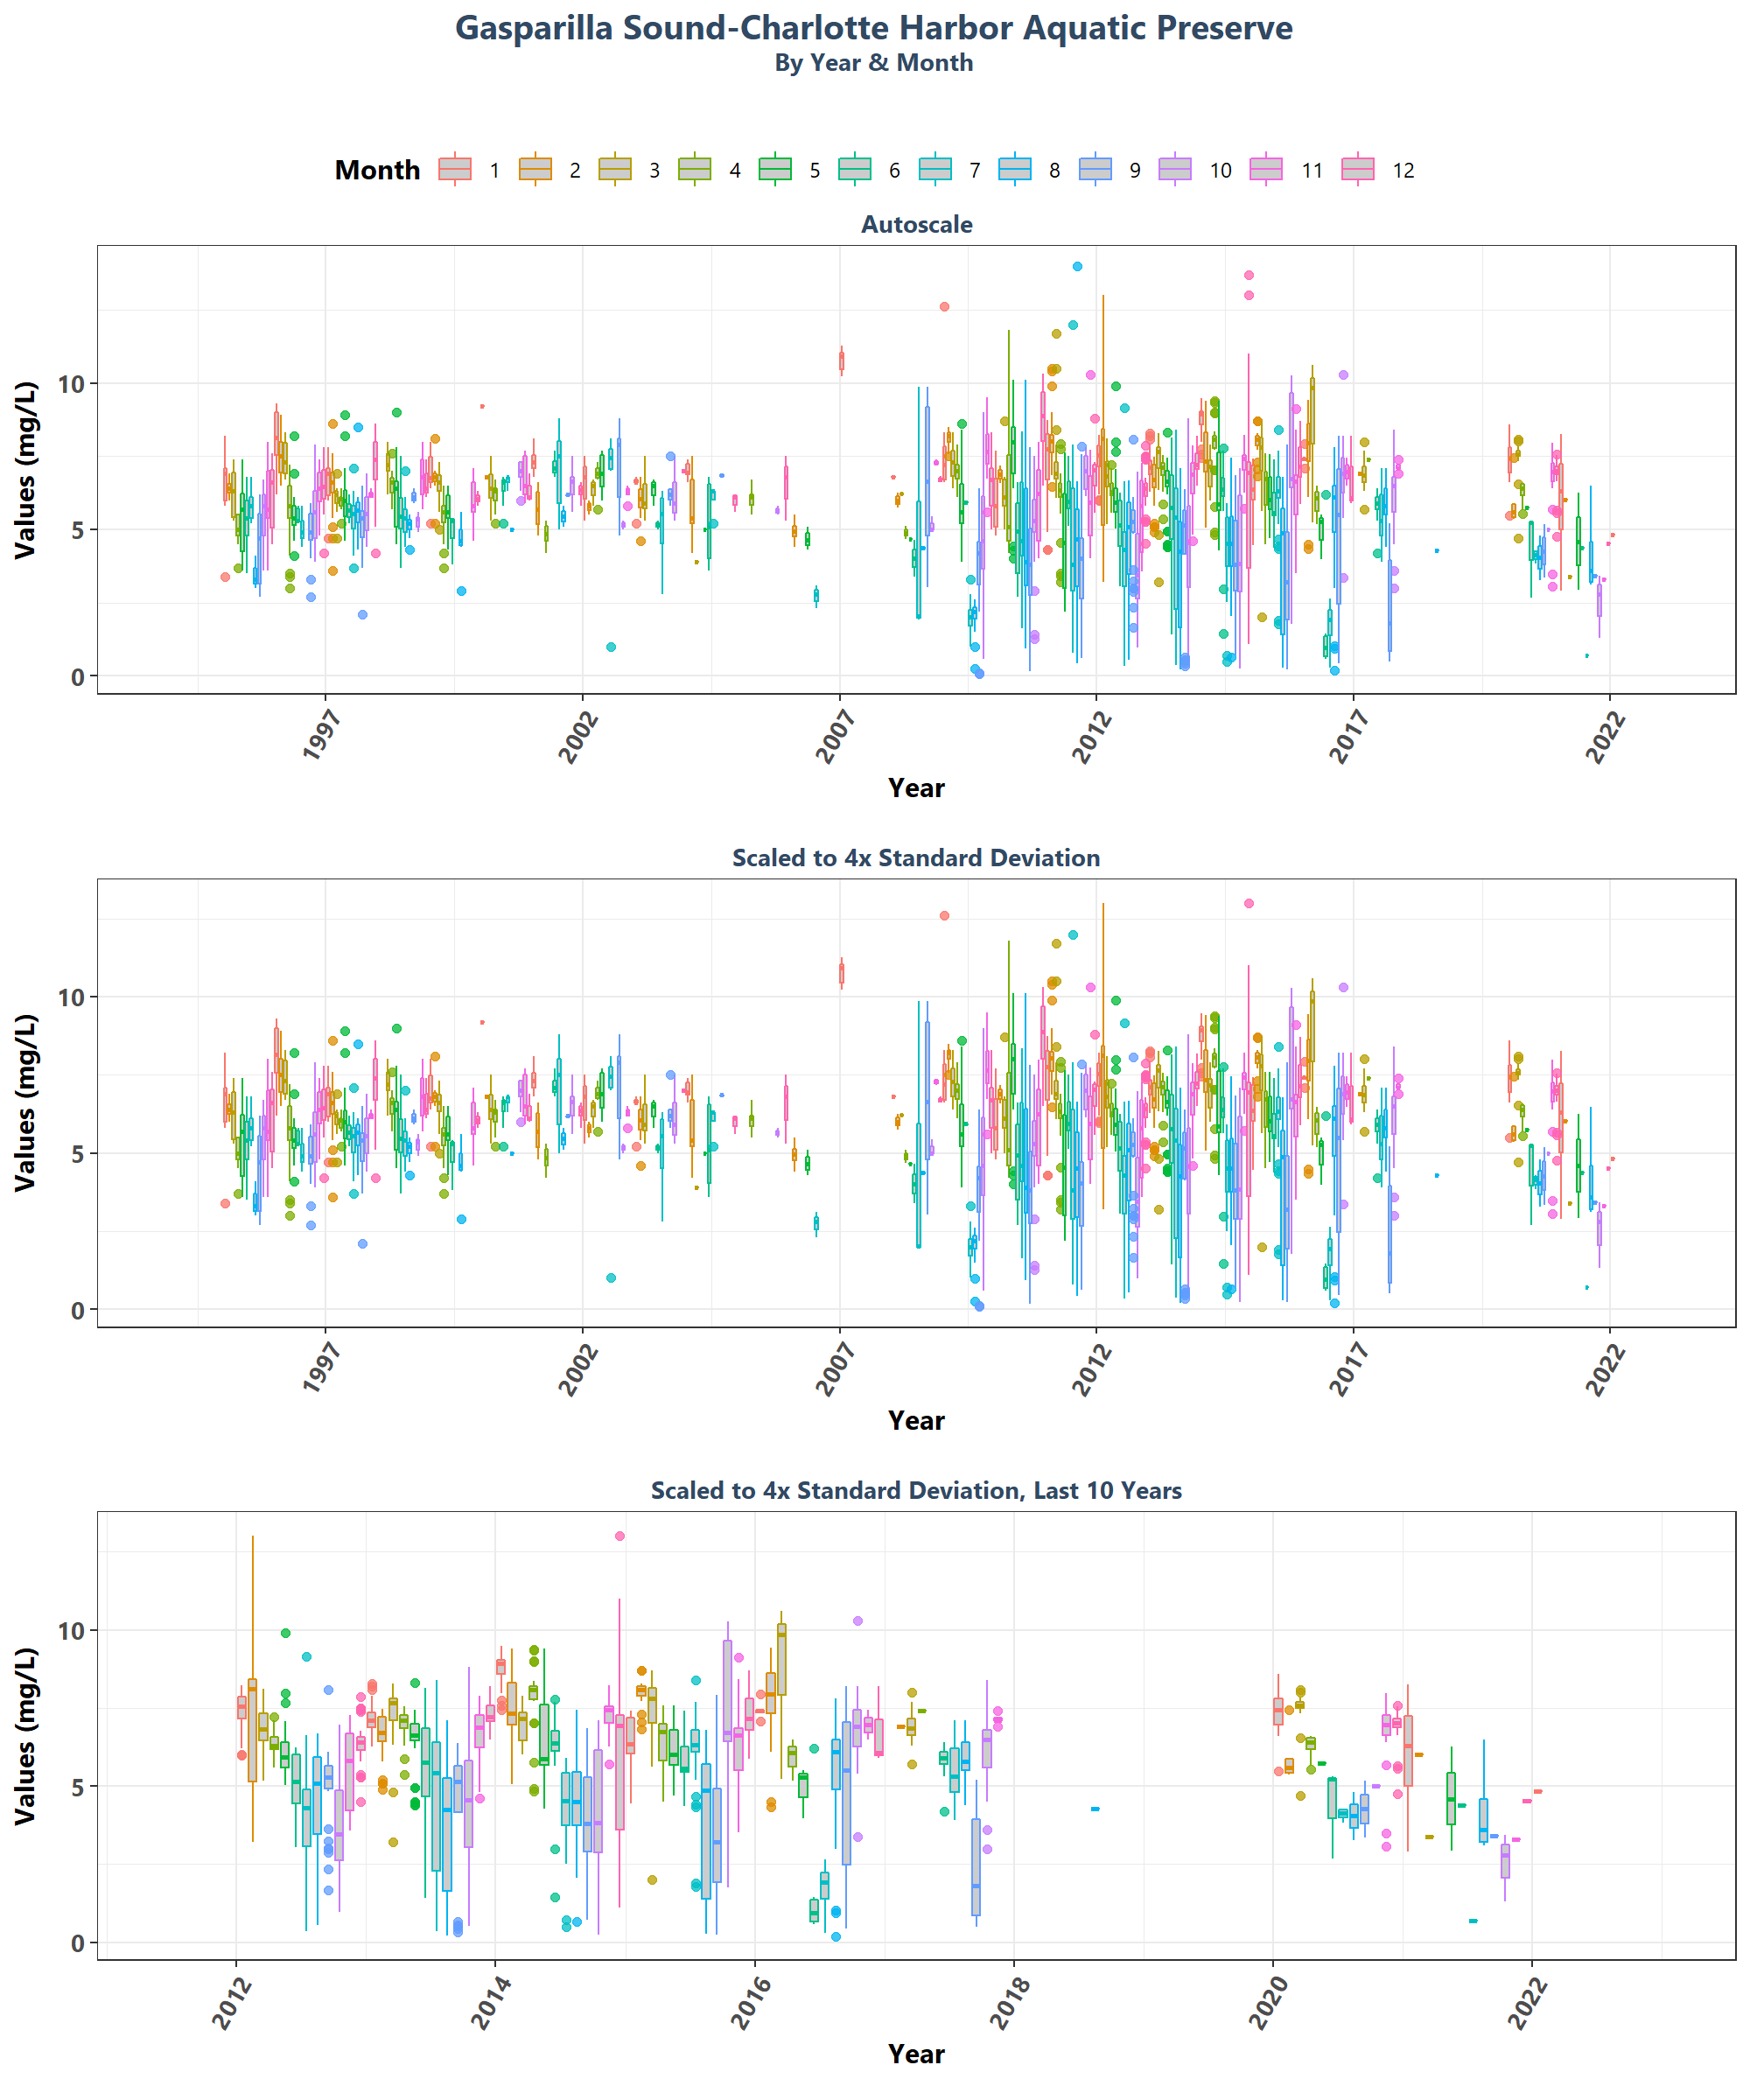 Gasparilla Sound-Charlotte Harbor Aquatic Preserve
By Year & Month
Month 1 2 3 4 5 6 7 8 9 10 11 12
Autoscale
Values (mg/L)
10
5
0
1997 2002 2007 2012 2017 2022
Year
Scaled to 4x Standard Deviation
Values (mg/L)
10
5
0
1997 2002 2007 2012 2017 2022
Year
Scaled to 4x Standard Deviation, Last 10 Years
Values (mg/L)
10
5
0
2012 2014 2016 2018 2020 2022
Year